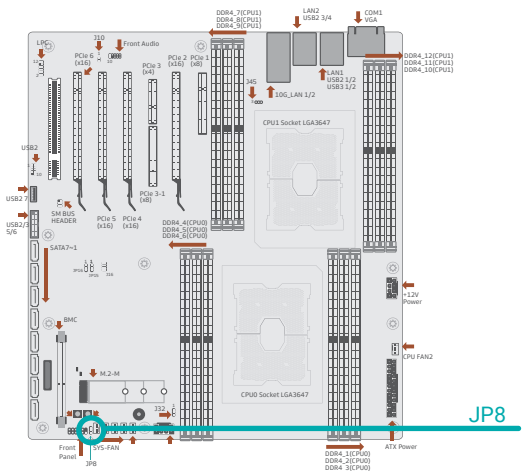 DDR4_7(CPU1)
DDR4_8(CPU1)
DDR4_9(CPU1)
LAN2
USB2 3/4
COM1
VGA
LPC
J10
Front Audio
PCIe 6
(x16)
PCIe 3
(x4)
PCIe 2
(x16)
PCIe 1
(x8)
DDR4_12(CPU1)
DDR4_11(CPU1)
DDR4_10(CPU1)
LAN1
USB2 1/2
USB3 1/2
J45
10G_LAN 1/2
CPU1 Socket LGA3647
USB2
USB2 7
SM BUS
HEADER
PCIe 3-1
(x8)
PCIe 5
(x16)
PCIe 4
(x16)
USB2/3
5/6
DDR4_4(CPU0)
DDR4_5(CPU0)
DDR4_6(CPU0)
SATA7~1
J16
+12V
Power
BMC
CPU FAN2
M.2-M
CPU0 Socket LGA3647
J32
JP8
Front
Panel
SYS-FAN
JP8
ATX Power
DDR4_1(CPU0)
DDR4_2(CPU0)
DDR4_3(CPU0)